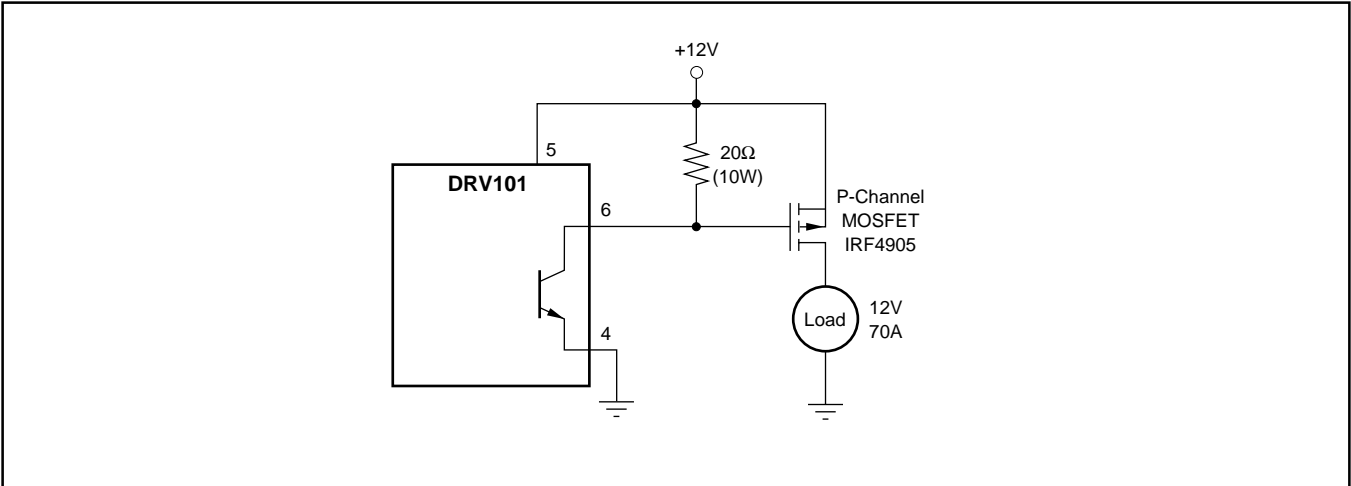 +12V
5
20Ω
(10W)
DRV101
6
P-Channel
MOSFET
IRF4905
Load
12V
70A
4